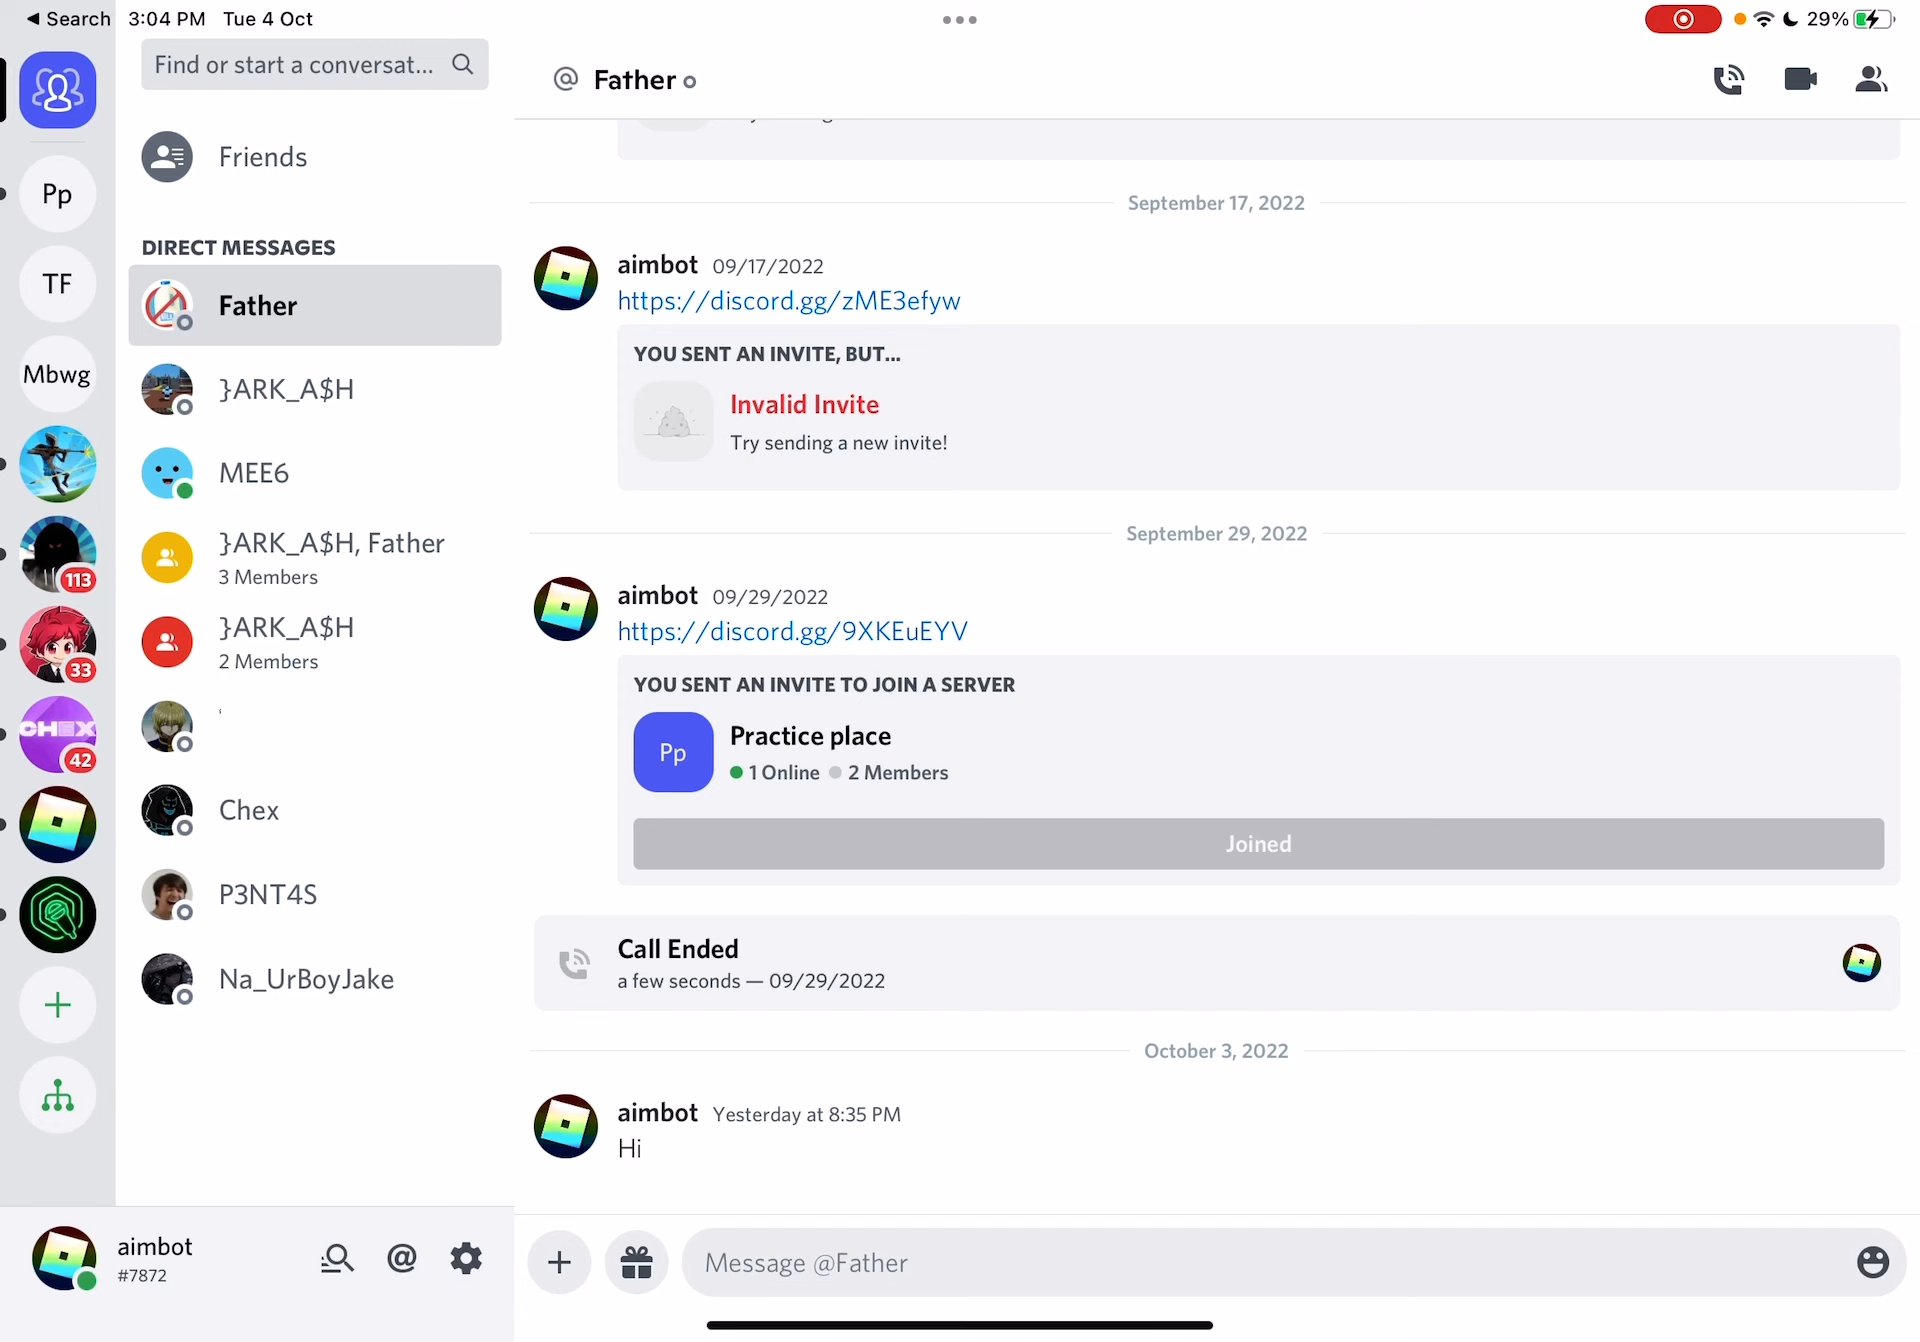 Search 3:04 PM Tue 4 Oct
29%
Find or start a conversat...
Friends
DIRECT MESSAGES
Father
}ARK_A$H
MEE6
}ARK_A$H, Father
3 Members
}ARK_A$H
2 Members
Chex
P3NT4S
Na_UrBoyJake
Pp
TF
Mbwg
113
33
CHEX
42
aimbot
#7872
@ Father
September 17, 2022
aimbot 09/17/2022
https://discord.gg/zME3efyw
YOU SENT AN INVITE, BUT...
Invalid Invite
Try sending a new invite!
September 29, 2022
aimbot 09/29/2022
https://discord.gg/9XKEuEYV
YOU SENT AN INVITE TO JOIN A SERVER
Pp
Practice place
1 Online 2 Members
Joined
Call Ended
a few seconds — 09/29/2022
October 3, 2022
aimbot Yesterday at 8:35 PM
Hi
Message @Father